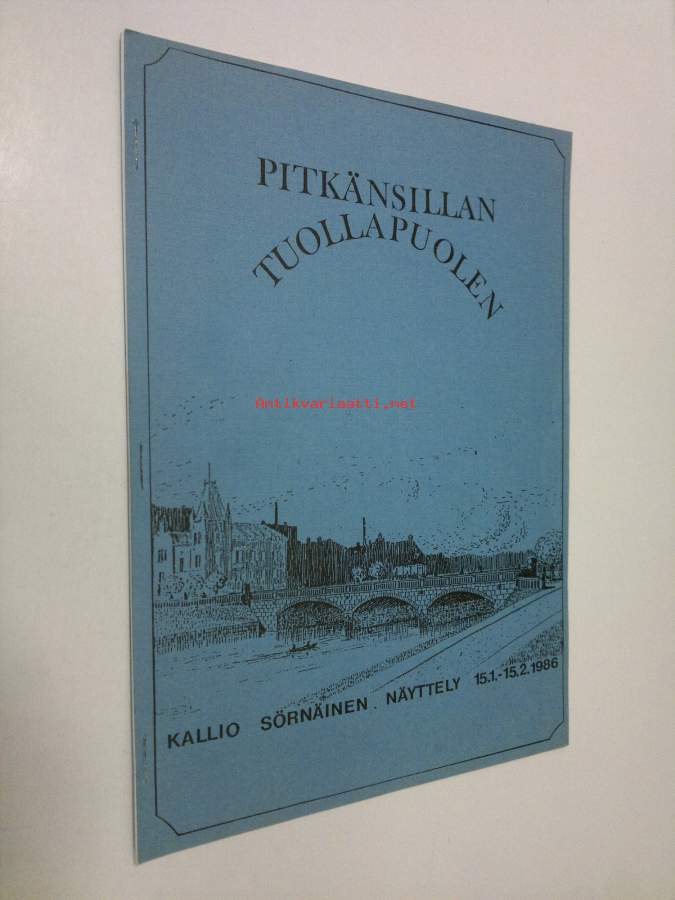 PITKÄNSILLAN
TUOLLAPUOLEN
Antikvariaatti.net
KALLIO SÖRNÄINEN. NÄYTTELY 15.1.-15.2.1986